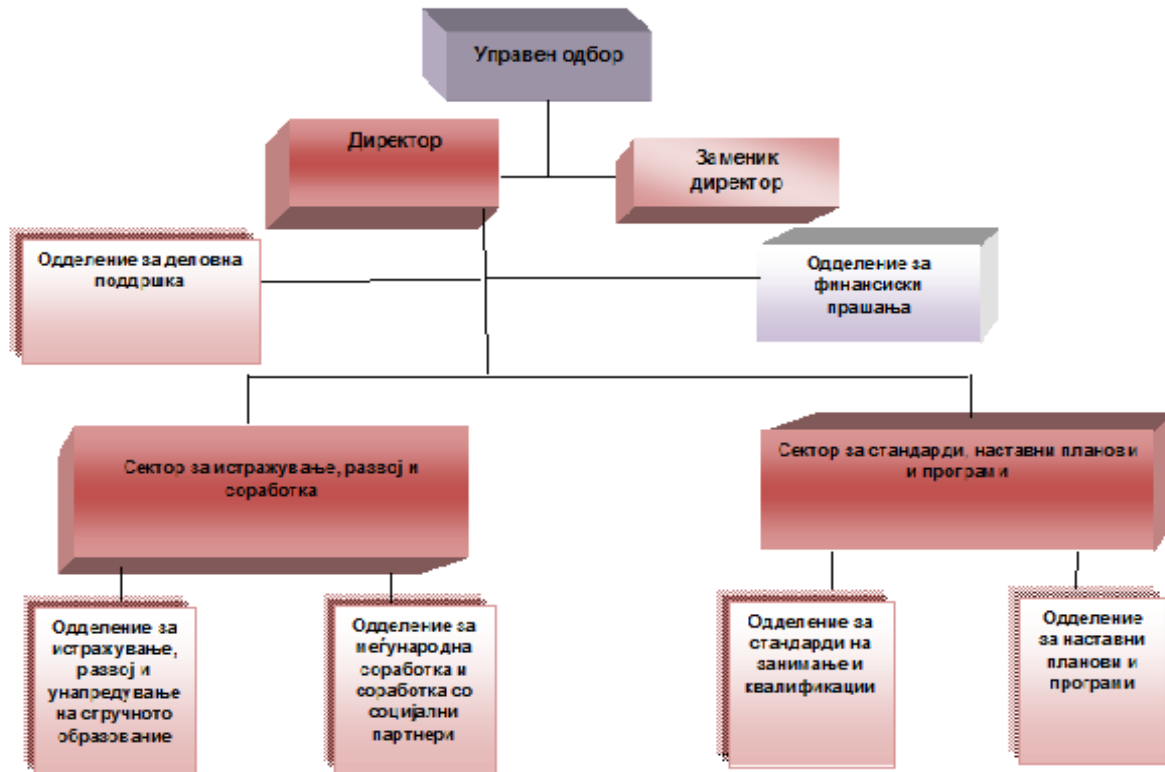 Управен одбор
Директор
Заменик
директор
Одделение за деловна
поддршка
Одделение за
финансиски
прашања
Сектор за истражување, развој и
соработка
Сектор за стандарди, наставни планови
и програми
Одделение за
истражување,
развој и
унапредување
на стручното
образование
Одделение за
меѓународна
соработка и
соработка со
социјални
партнери
Одделение за
стандарди на
занимање и
квалификации
Одделение
за наставни
планови и
програми